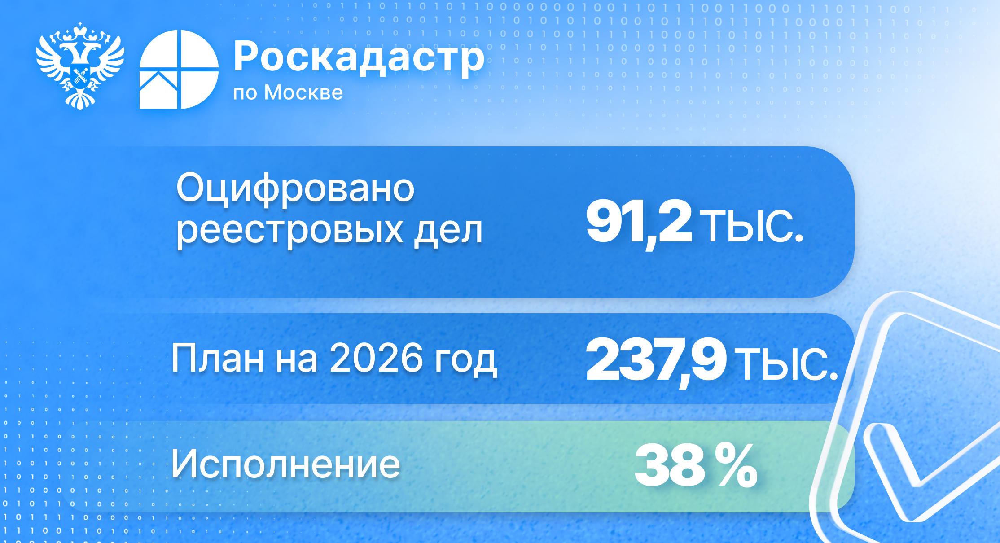 Роскадастр
по Москве
Оцифровано
реестровых дел
91,2 тыс.
План на 2026 год
237,9 тыс.
Исполнение
38 %